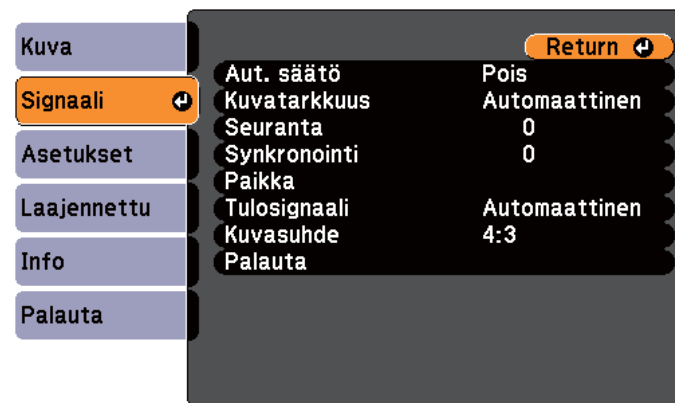 Kuva
Signaali
Asetukset
Laajennettu
Info
Palauta
Return
Aut. säätö Pois
Kuvatarkkuus Automaattinen
Seuranta 0
Synkronointi 0
Paikka
Tulosignaali Automaattinen
Kuvasuhde 4:3
Palauta